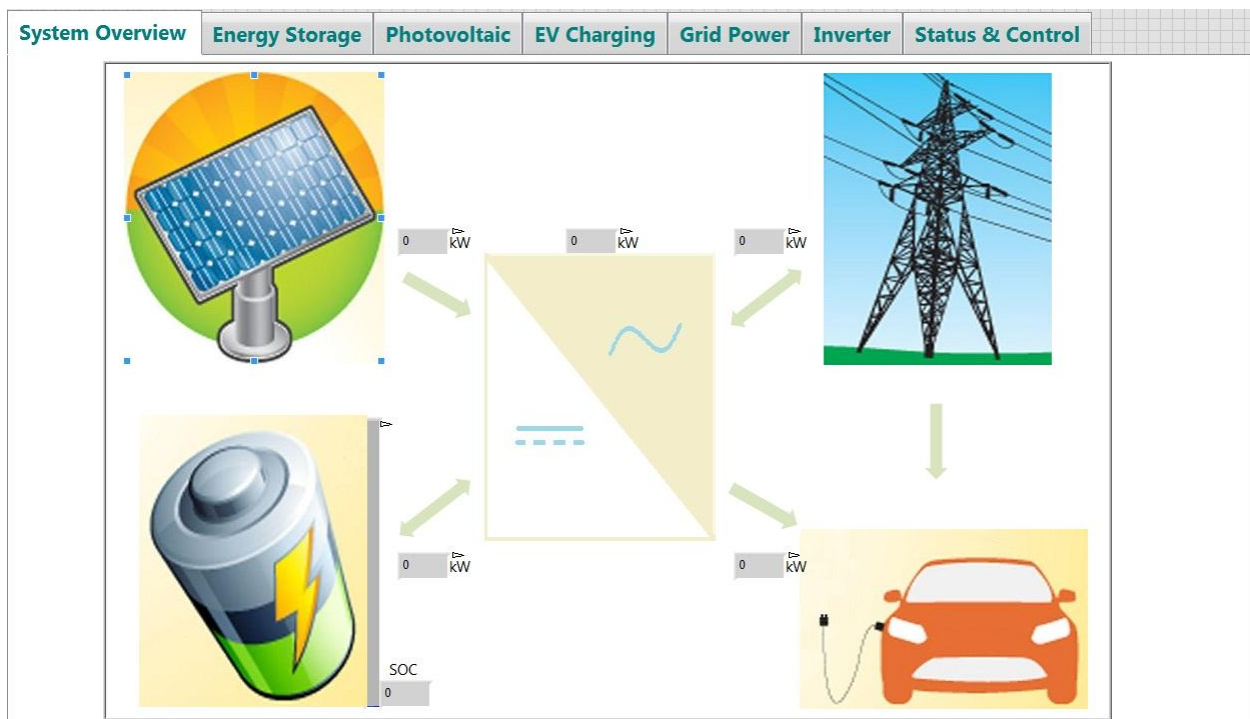 System Overview
Energy Storage
Photovoltaic
EV Charging
Grid Power
Inverter
Status & Control
0 kW
0 kW
0 kW
0 kW
0 kW
SOC
0